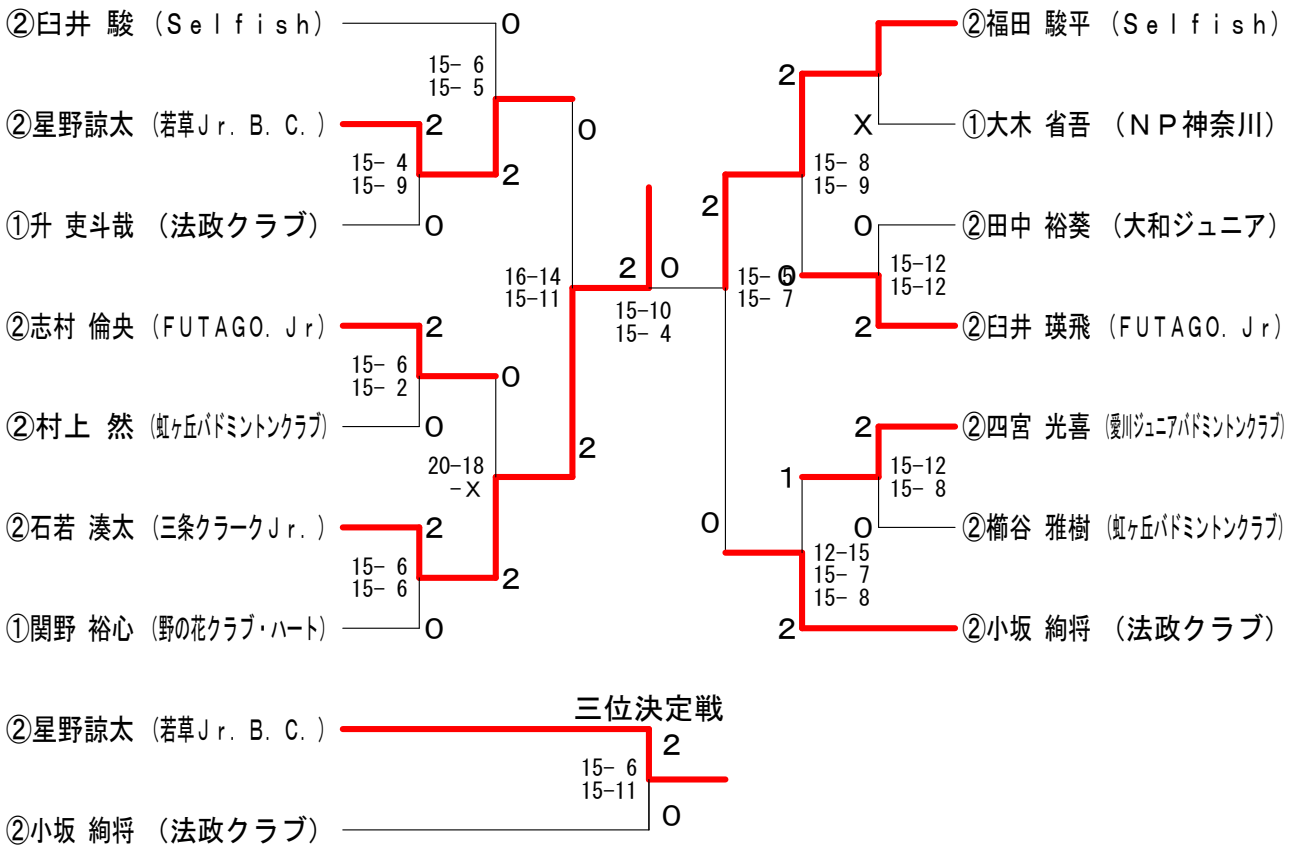 ②臼井 駿 (Selfish)
0
15- 6
15- 5
②星野諒太 (若草Jr. B. C. )
2
0
15- 4
15- 9
2
①升 吏斗哉 (法政クラブ)
0
16-14
15-11
②志村 倫央 (FUTAGO. Jr)
2
15- 6
15- 2
0
②村上 然 (虹ヶ丘バドミントンクラブ)
0
2
20-18
-X
②石若 湊太 (三条クラークJr. )
2
15- 6
15- 6
2
①関野 裕心 (野の花クラブ・ハート)
0
2
0
15-10
15- 4
②福田 駿平 (Selfish)
2
X
①大木 省吾 (NP神奈川)
15- 8
15- 9
2
0
②田中 裕葵 (大和ジュニア)
15-12
15-12
0
15- 5
15- 7
2
②臼井 瑛飛 (FUTAGO. Jr)
2
②四宮 光喜 (愛川ジュニアバドミントンクラブ)
1
15-12
15- 8
0
0
②櫛谷 雅樹 (虹ヶ丘バドミントンクラブ)
12-15
15- 7
15- 8
2
②小坂 絢将 (法政クラブ)
三位決定戦
②星野諒太 (若草Jr. B. C. )
2
15- 6
15-11
0
②小坂 絢将 (法政クラブ)